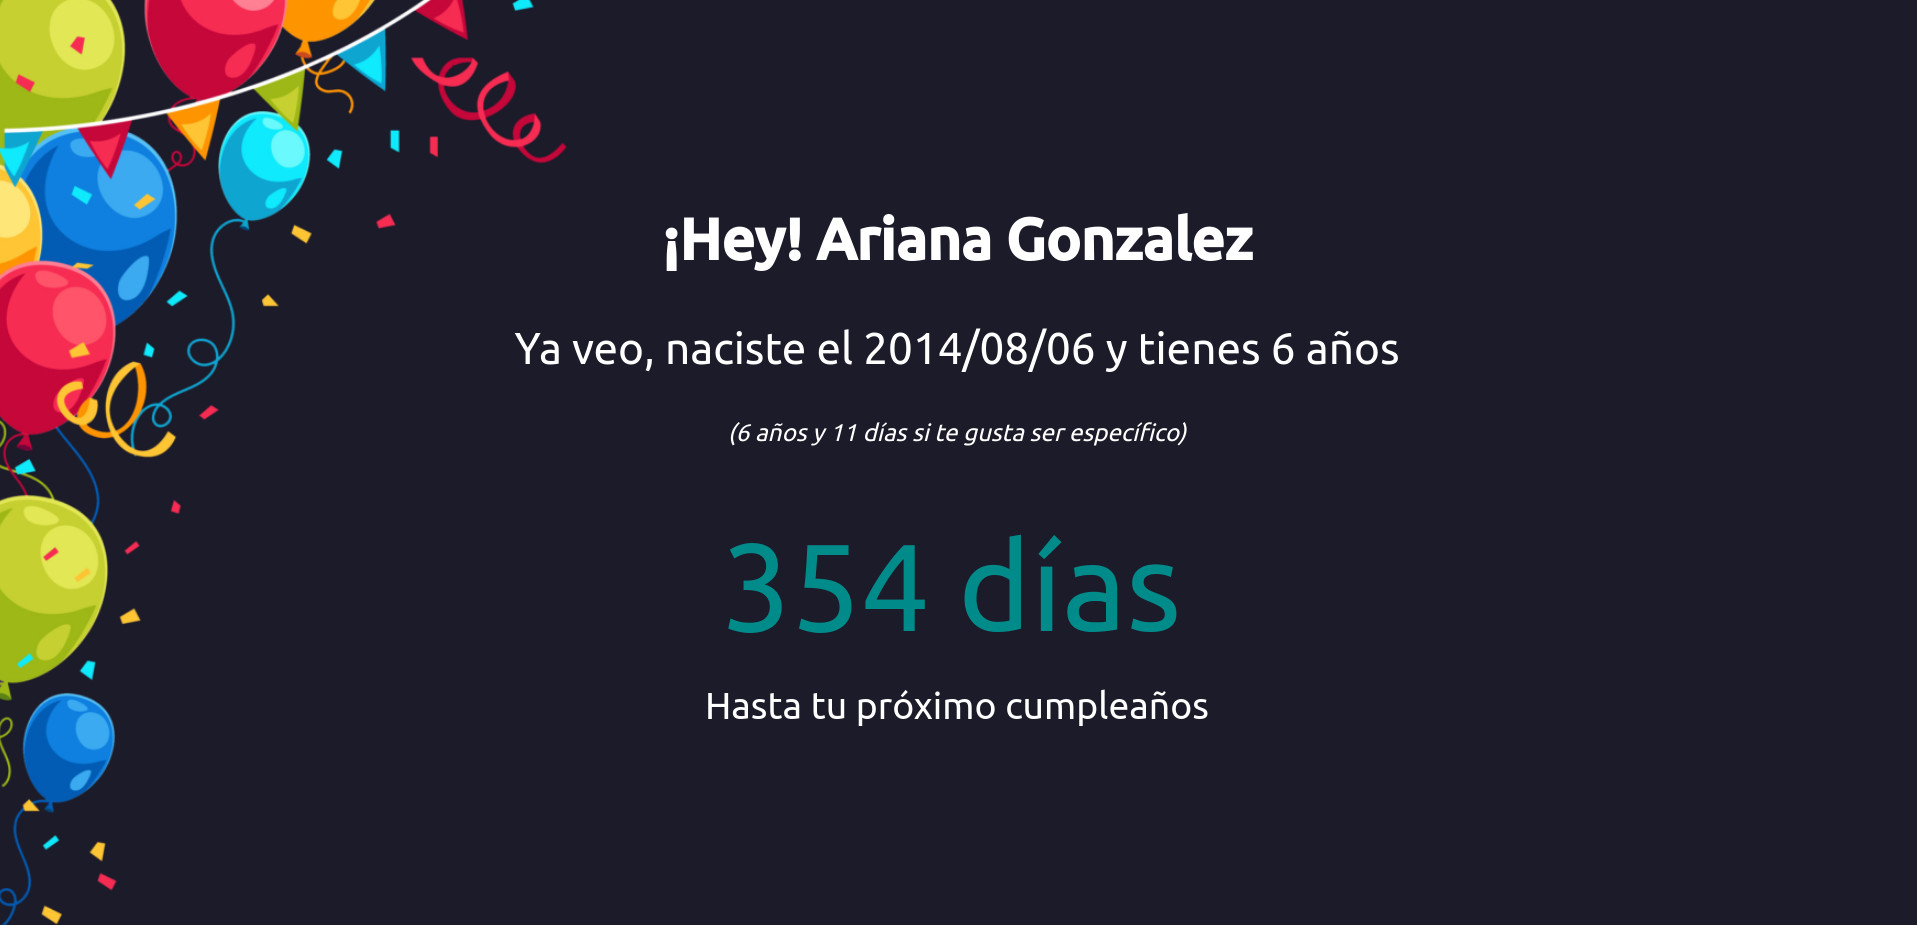 ¡Hey! Ariana Gonzalez
Ya veo, naciste el 2014/08/06 y tienes 6 años
(6 años y 11 días si te gusta ser específico)
354 días
Hasta tu próximo cumpleaños